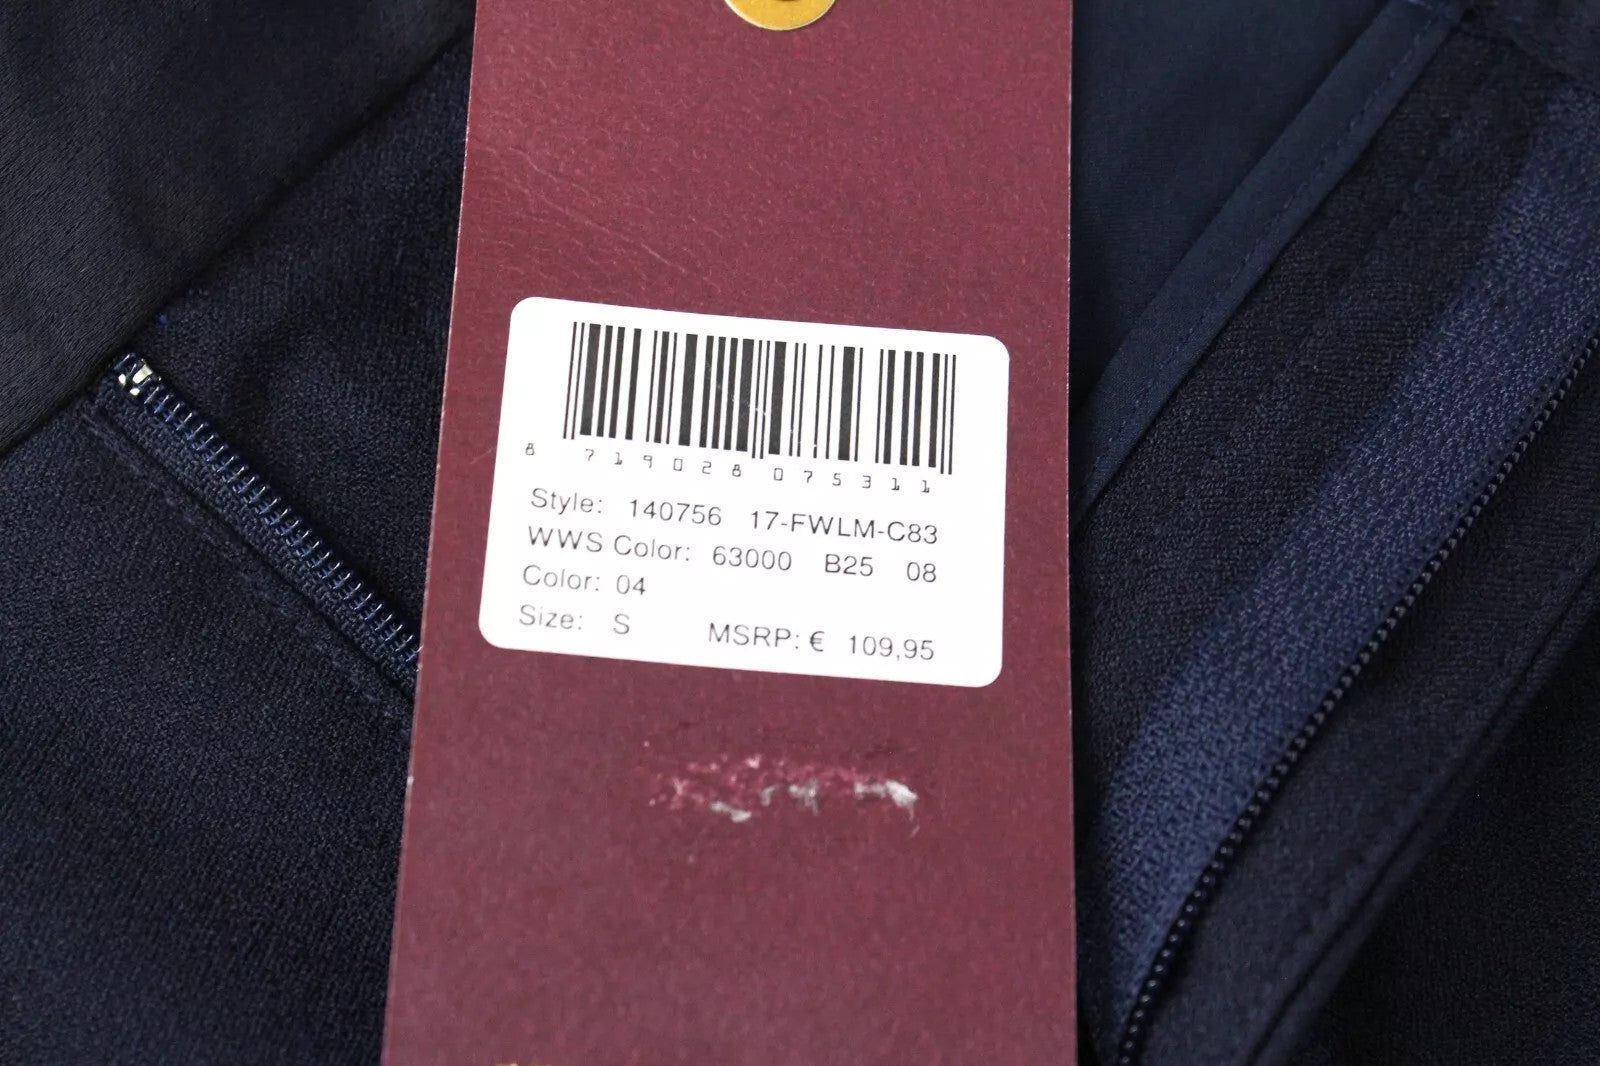 8 719028 075311
Style: 140756 17-FWLM-C83
WWS Color: 63000 B25 08
Color: 04
Size: S MSRP: € 109,95